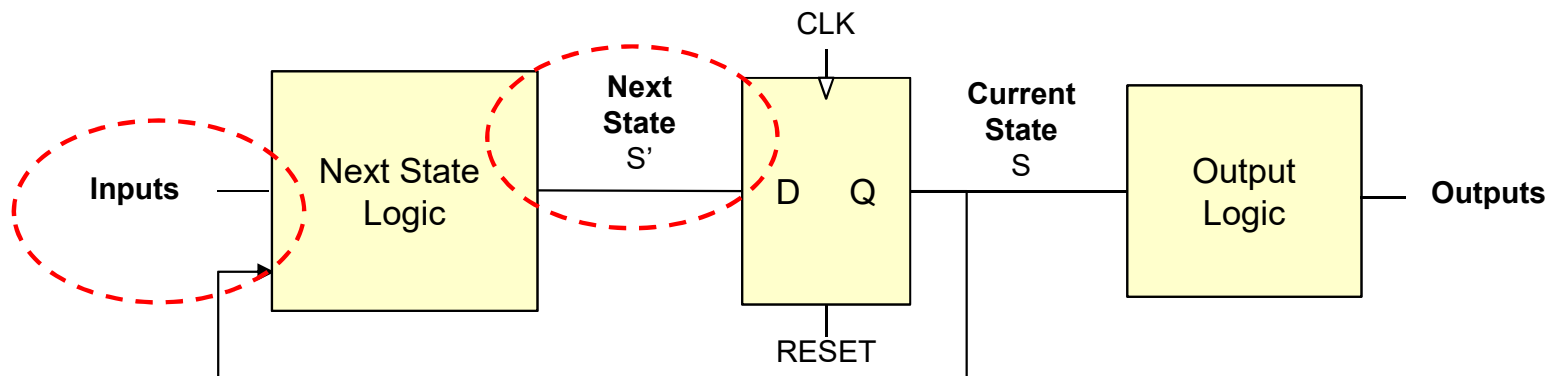 CLK
Inputs
Next State
Logic
Next
State
S’
D
Q
RESET
Current
State
S
Output
Logic
Outputs